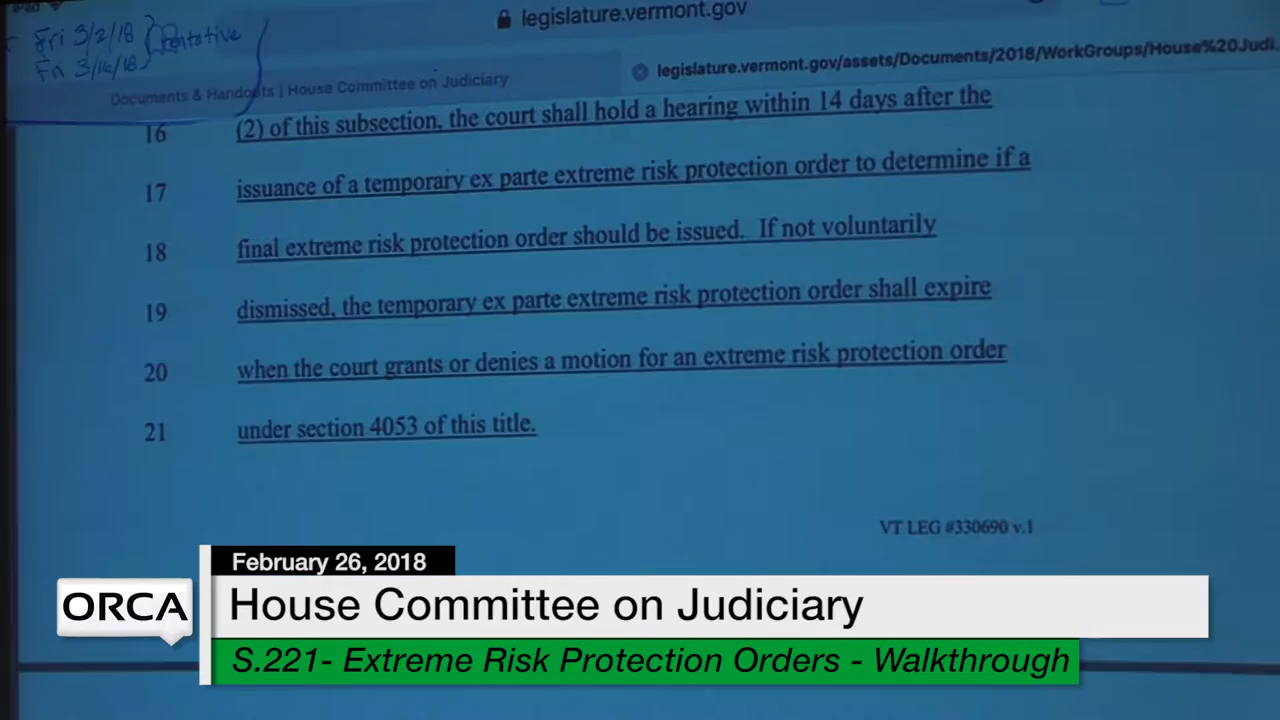 legislature.vermont.gov
Fri 3/2/18
Fri 3/16/18
Tentative
Documents & Handouts | House Committee on Judiciary
legislature.vermont.gov/assets/Documents/2018/WorkGroups/House%20Judi
16 (2) of this subsection, the court shall hold a hearing within 14 days after the
17 issuance of a temporary ex parte extreme risk protection order to determine if a
18 final extreme risk protection order should be issued. If not voluntarily
19 dismissed, the temporary ex parte extreme risk protection order shall expire
20 when the court grants or denies a motion for an extreme risk protection order
21 under section 4053 of this title.
VT LEG #330690 v.1
February 26, 2018
ORCA
House Committee on Judiciary
S.221- Extreme Risk Protection Orders - Walkthrough